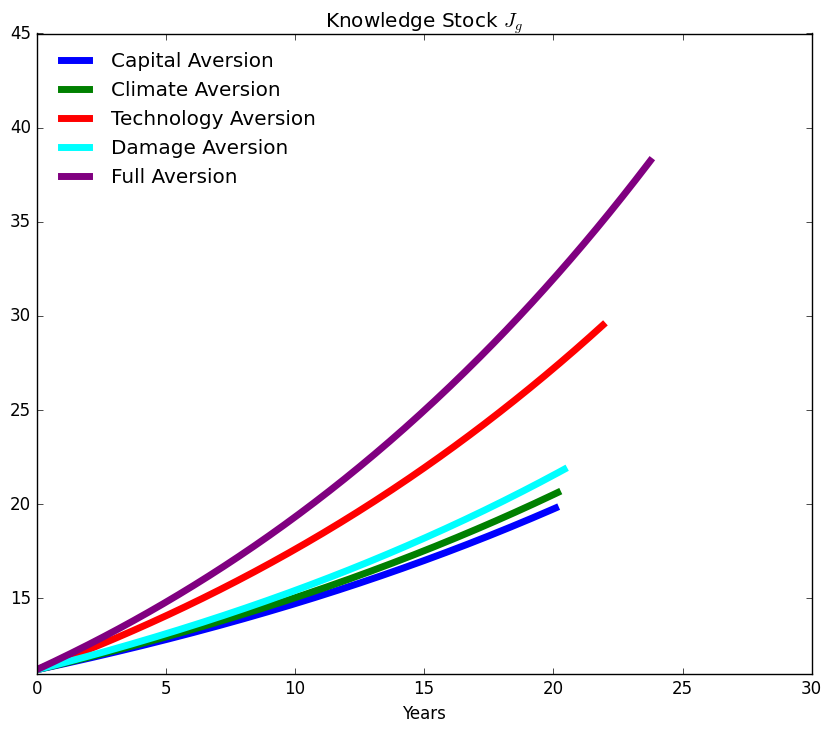 Knowledge Stock J_g
45
40
35
30
25
20
15
Capital Aversion
Climate Aversion
Technology Aversion
Damage Aversion
Full Aversion
0 5 10 15 20 25 30
Years